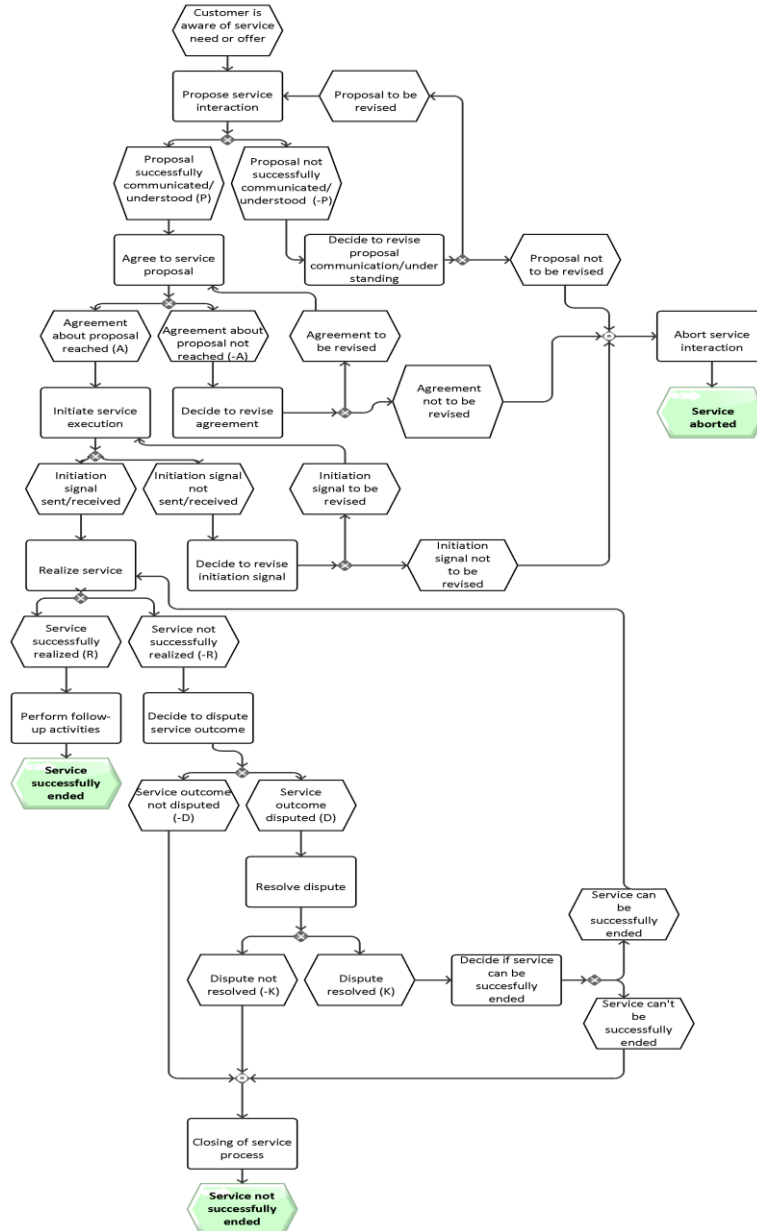 Customer is
aware of service
need or offer
Propose service
interaction
Proposal to be
revised
Proposal
successfully
communicated/
understood (P)
Proposal not
successfully
communicated/
understood (-P)
Agree to service
proposal
Decide to revise
proposal
communication/under
standing
Proposal not
to be revised
Agreement
about proposal
reached (A)
Agreement about
proposal not
reached (-A)
Agreement to
be revised
Abort service
interaction
Initiate service
execution
Decide to revise
agreement
Agreement
not to be
revised
Service
aborted
Initiation
signal
sent/received
Initiation signal
not
sent/received
Initiation
signal to be
revised
Realize service
Decide to revise
initiation signal
Initiation
signal not
to be
revised
Service
successfully
realized (R)
Service not
successfully
realized (-R)
Perform follow-
up activities
Decide to dispute
service outcome
Service
successfully
ended
Service outcome
not disputed
(-D)
Service
outcome
disputed (D)
Resolve dispute
Service can
be
successfully
ended
Dispute not
resolved (-K)
Dispute
resolved (K)
Decide if service
can be
succesfully
ended
Service can't
be
successfully
ended
Closing of service
process
Service not
successfully
ended